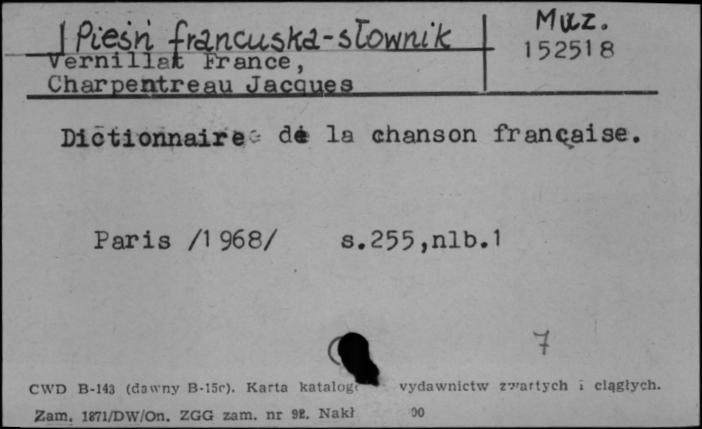 | Pieśń francuska-słownik
Muz.
152518
Vernillat France,
Charpentreau Jacques
Dictionnaire de la chanson française.
Paris /1968/ s.255,nlb.1
7
CWD B-143 (dawny B-15c). Karta katalog wydawnictw zwartych i ciągłych.
Zam. 1871/DW/On. ZGG zam. nr 92. Nakł 00